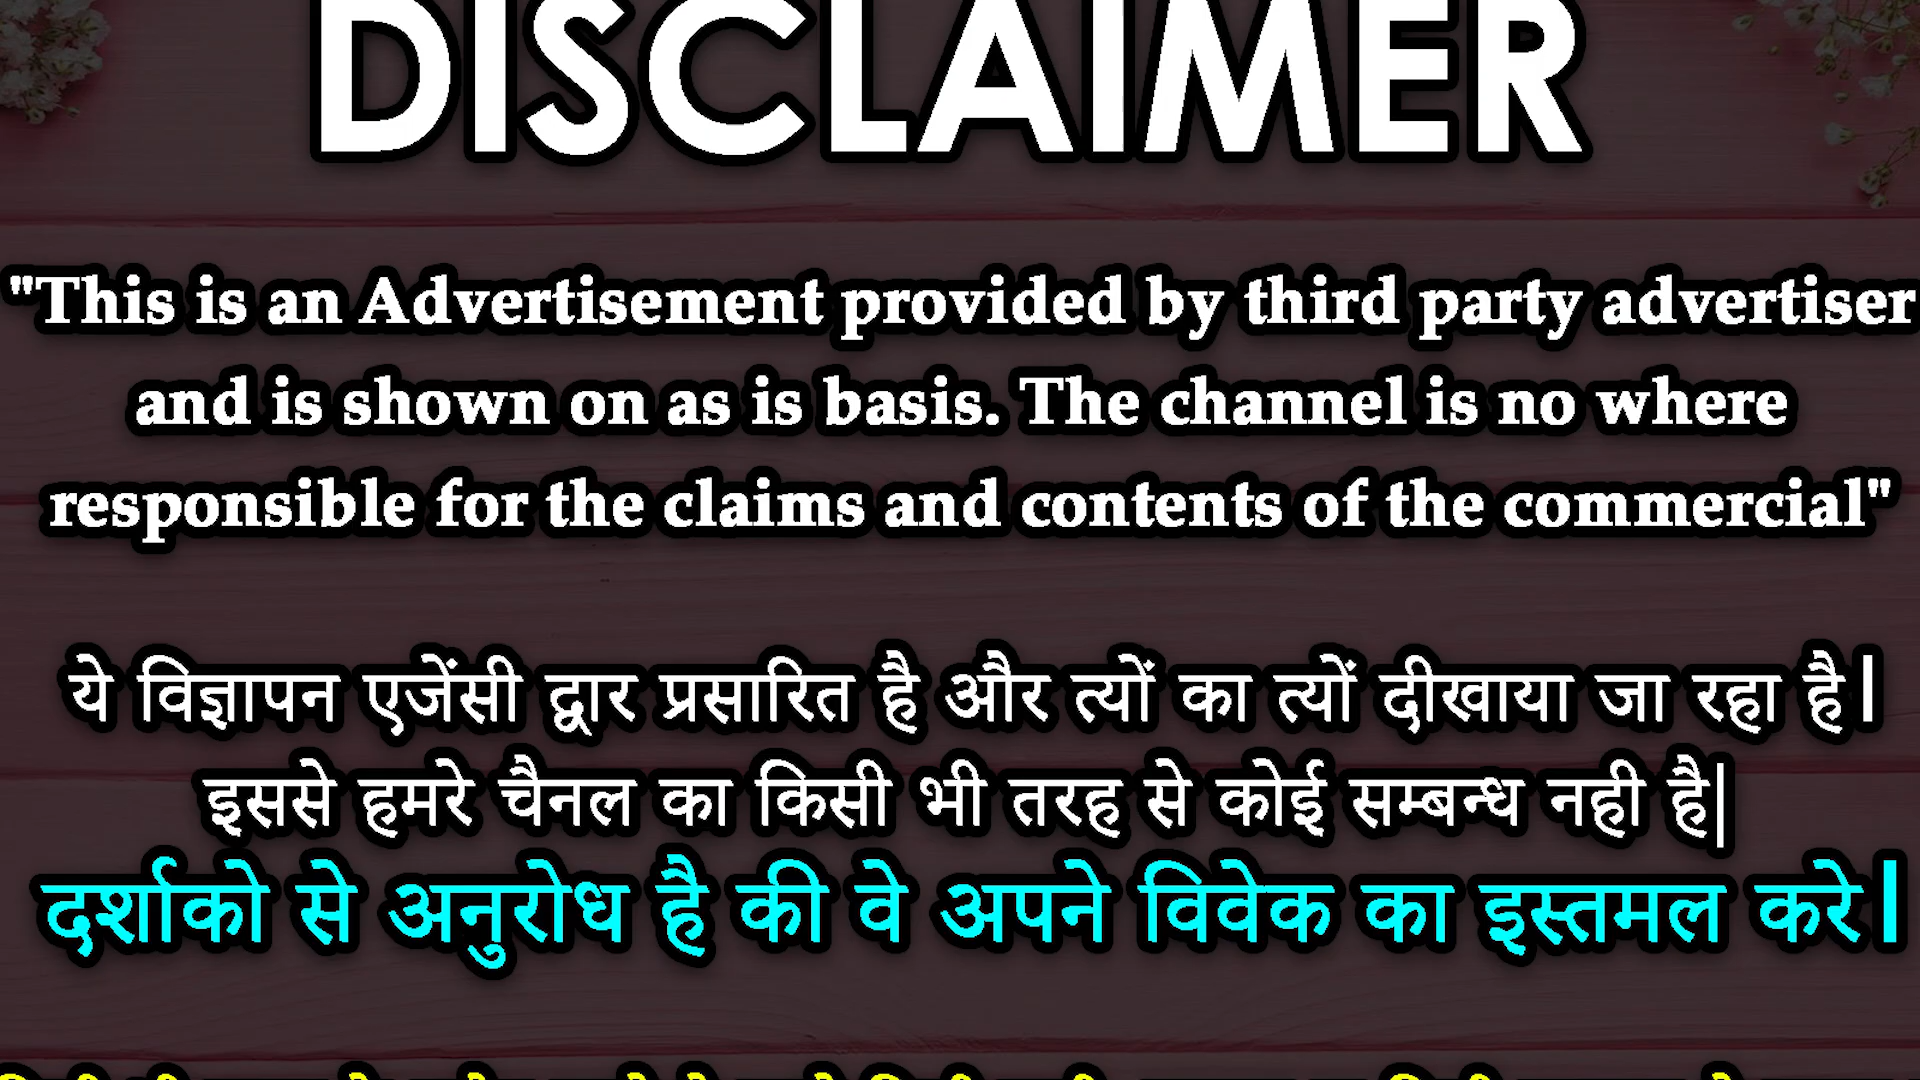 DISCLAIMER
"This is an Advertisement provided by third party advertiser
and is shown on as is basis. The channel is no where
responsible for the claims and contents of the commercial"
ये विज्ञापन एजेंसी द्वार प्रसारित है और त्यों का त्यों दीखाया जा रहा है|
इससे हमरे चैनल का किसी भी तरह से कोई सम्बन्ध नही है|
दर्शाको से अनुरोध है की वे अपने विवेक का इस्तमल करे|